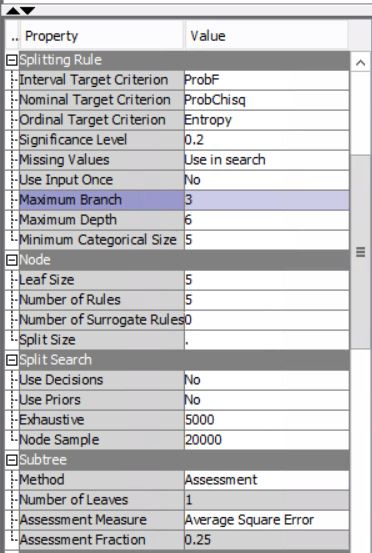 .. Property Value
Splitting Rule
Interval Target Criterion ProbF
Nominal Target Criterion ProbChisq
Ordinal Target Criterion Entropy
Significance Level 0.2
Missing Values Use in search
Use Input Once No
Maximum Branch 3
Maximum Depth 6
Minimum Categorical Size 5
Node
Leaf Size 5
Number of Rules 5
Number of Surrogate Rules 0
Split Size .
Split Search
Use Decisions No
Use Priors No
Exhaustive 5000
Node Sample 20000
Subtree
Method Assessment
Number of Leaves 1
Assessment Measure Average Square Error
Assessment Fraction 0.25